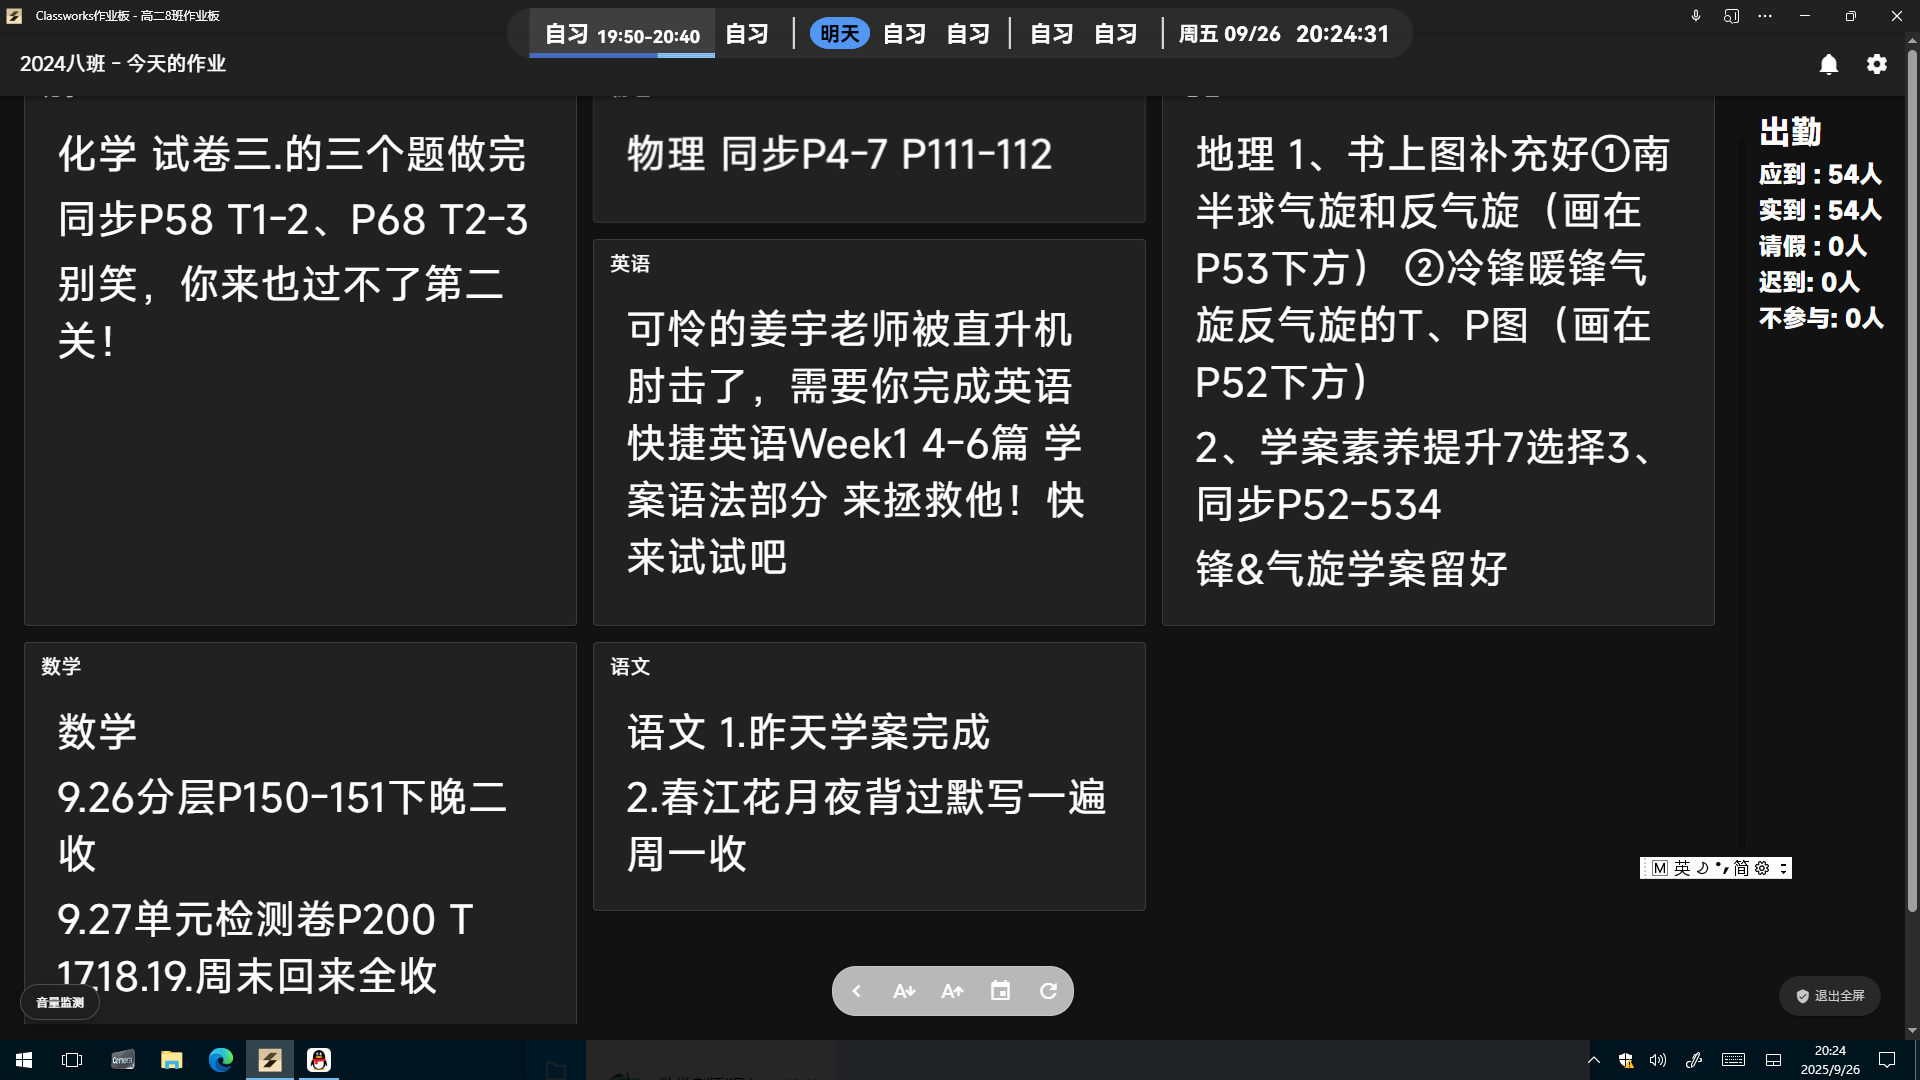 Classworks作业板 - 高二8班作业板
自习 19:50-20:40 自习 明天 自习 自习 自习 自习 周五 09/26 20:24:31
2024八班 - 今天的作业
化学 试卷三.的三个题做完
同步P58 T1-2、P68 T2-3
别笑，你来也过不了第二
关！
物理 同步P4-7 P111-112
英语
可怜的姜宇老师被直升机
肘击了，需要你完成英语
快捷英语Week1 4-6篇 学
案语法部分 来拯救他！快
来试试吧
地理 1、书上图补充好①南
半球气旋和反气旋（画在
P53下方） ②冷锋暖锋气
旋反气旋的T、P图（画在
P52下方）
2、学案素养提升7选择3、
同步P52-534
锋&气旋学案留好
出勤
应到 : 54人
实到 : 54人
请假 : 0人
迟到: 0人
不参与: 0人
数学
数学
9.26分层P150-151下晚二
收
9.27单元检测卷P200 T
17.18.19.周末回来全收
语文
语文 1.昨天学案完成
2.春江花月夜背过默写一遍
周一收
M 英 简
音量监测
退出全屏
20:24
2025/9/26